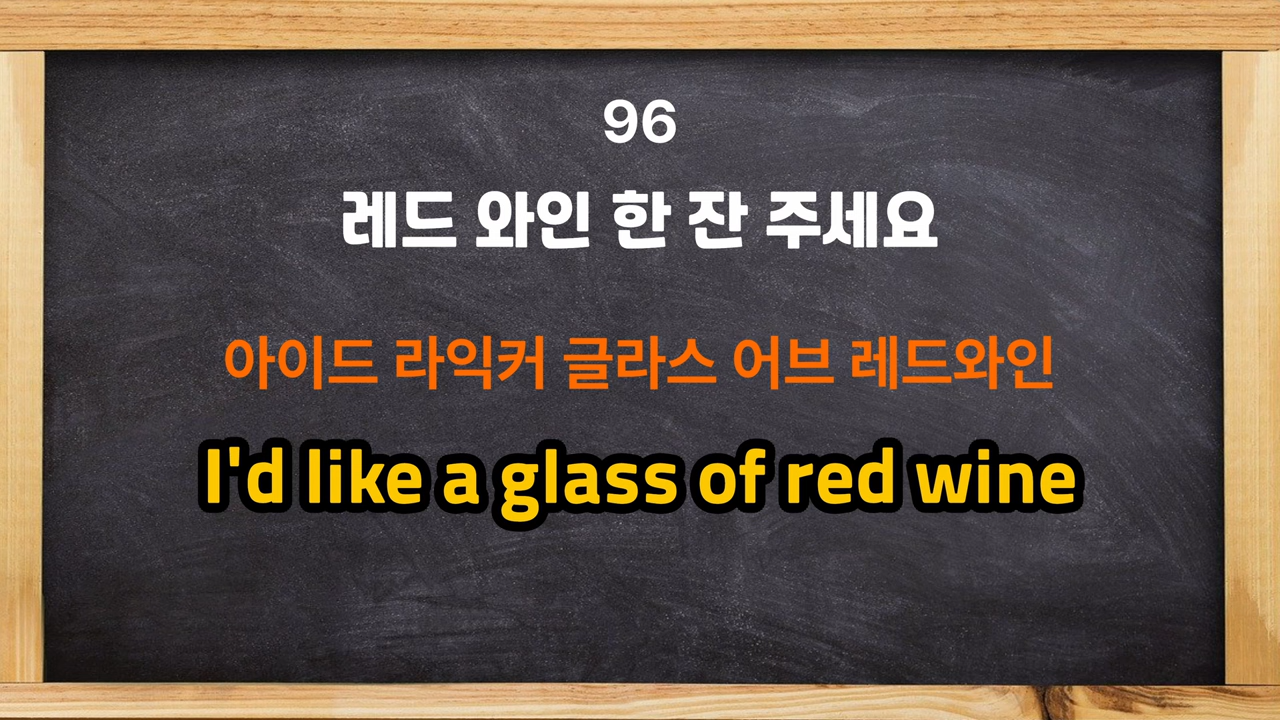 96
레드 와인 한 잔 주세요
아이드 라익커 글라스 어브 레드와인
I'd like a glass of red wine